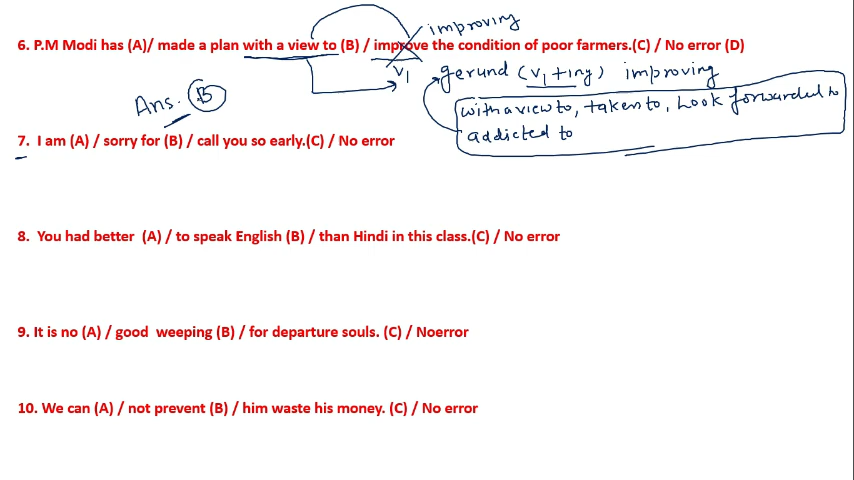 improving
6. P.M Modi has (A)/ made a plan with a view to (B) / improve the condition of poor farmers.(C) / No error (D)
V1 gerund (V1 + ing) improving
Ans. B
with a view to, taken to, Look forwarded to
addicted to
7. I am (A) / sorry for (B) / call you so early.(C) / No error
8. You had better (A) / to speak English (B) / than Hindi in this class.(C) / No error
9. It is no (A) / good weeping (B) / for departure souls. (C) / Noerror
10. We can (A) / not prevent (B) / him waste his money. (C) / No error